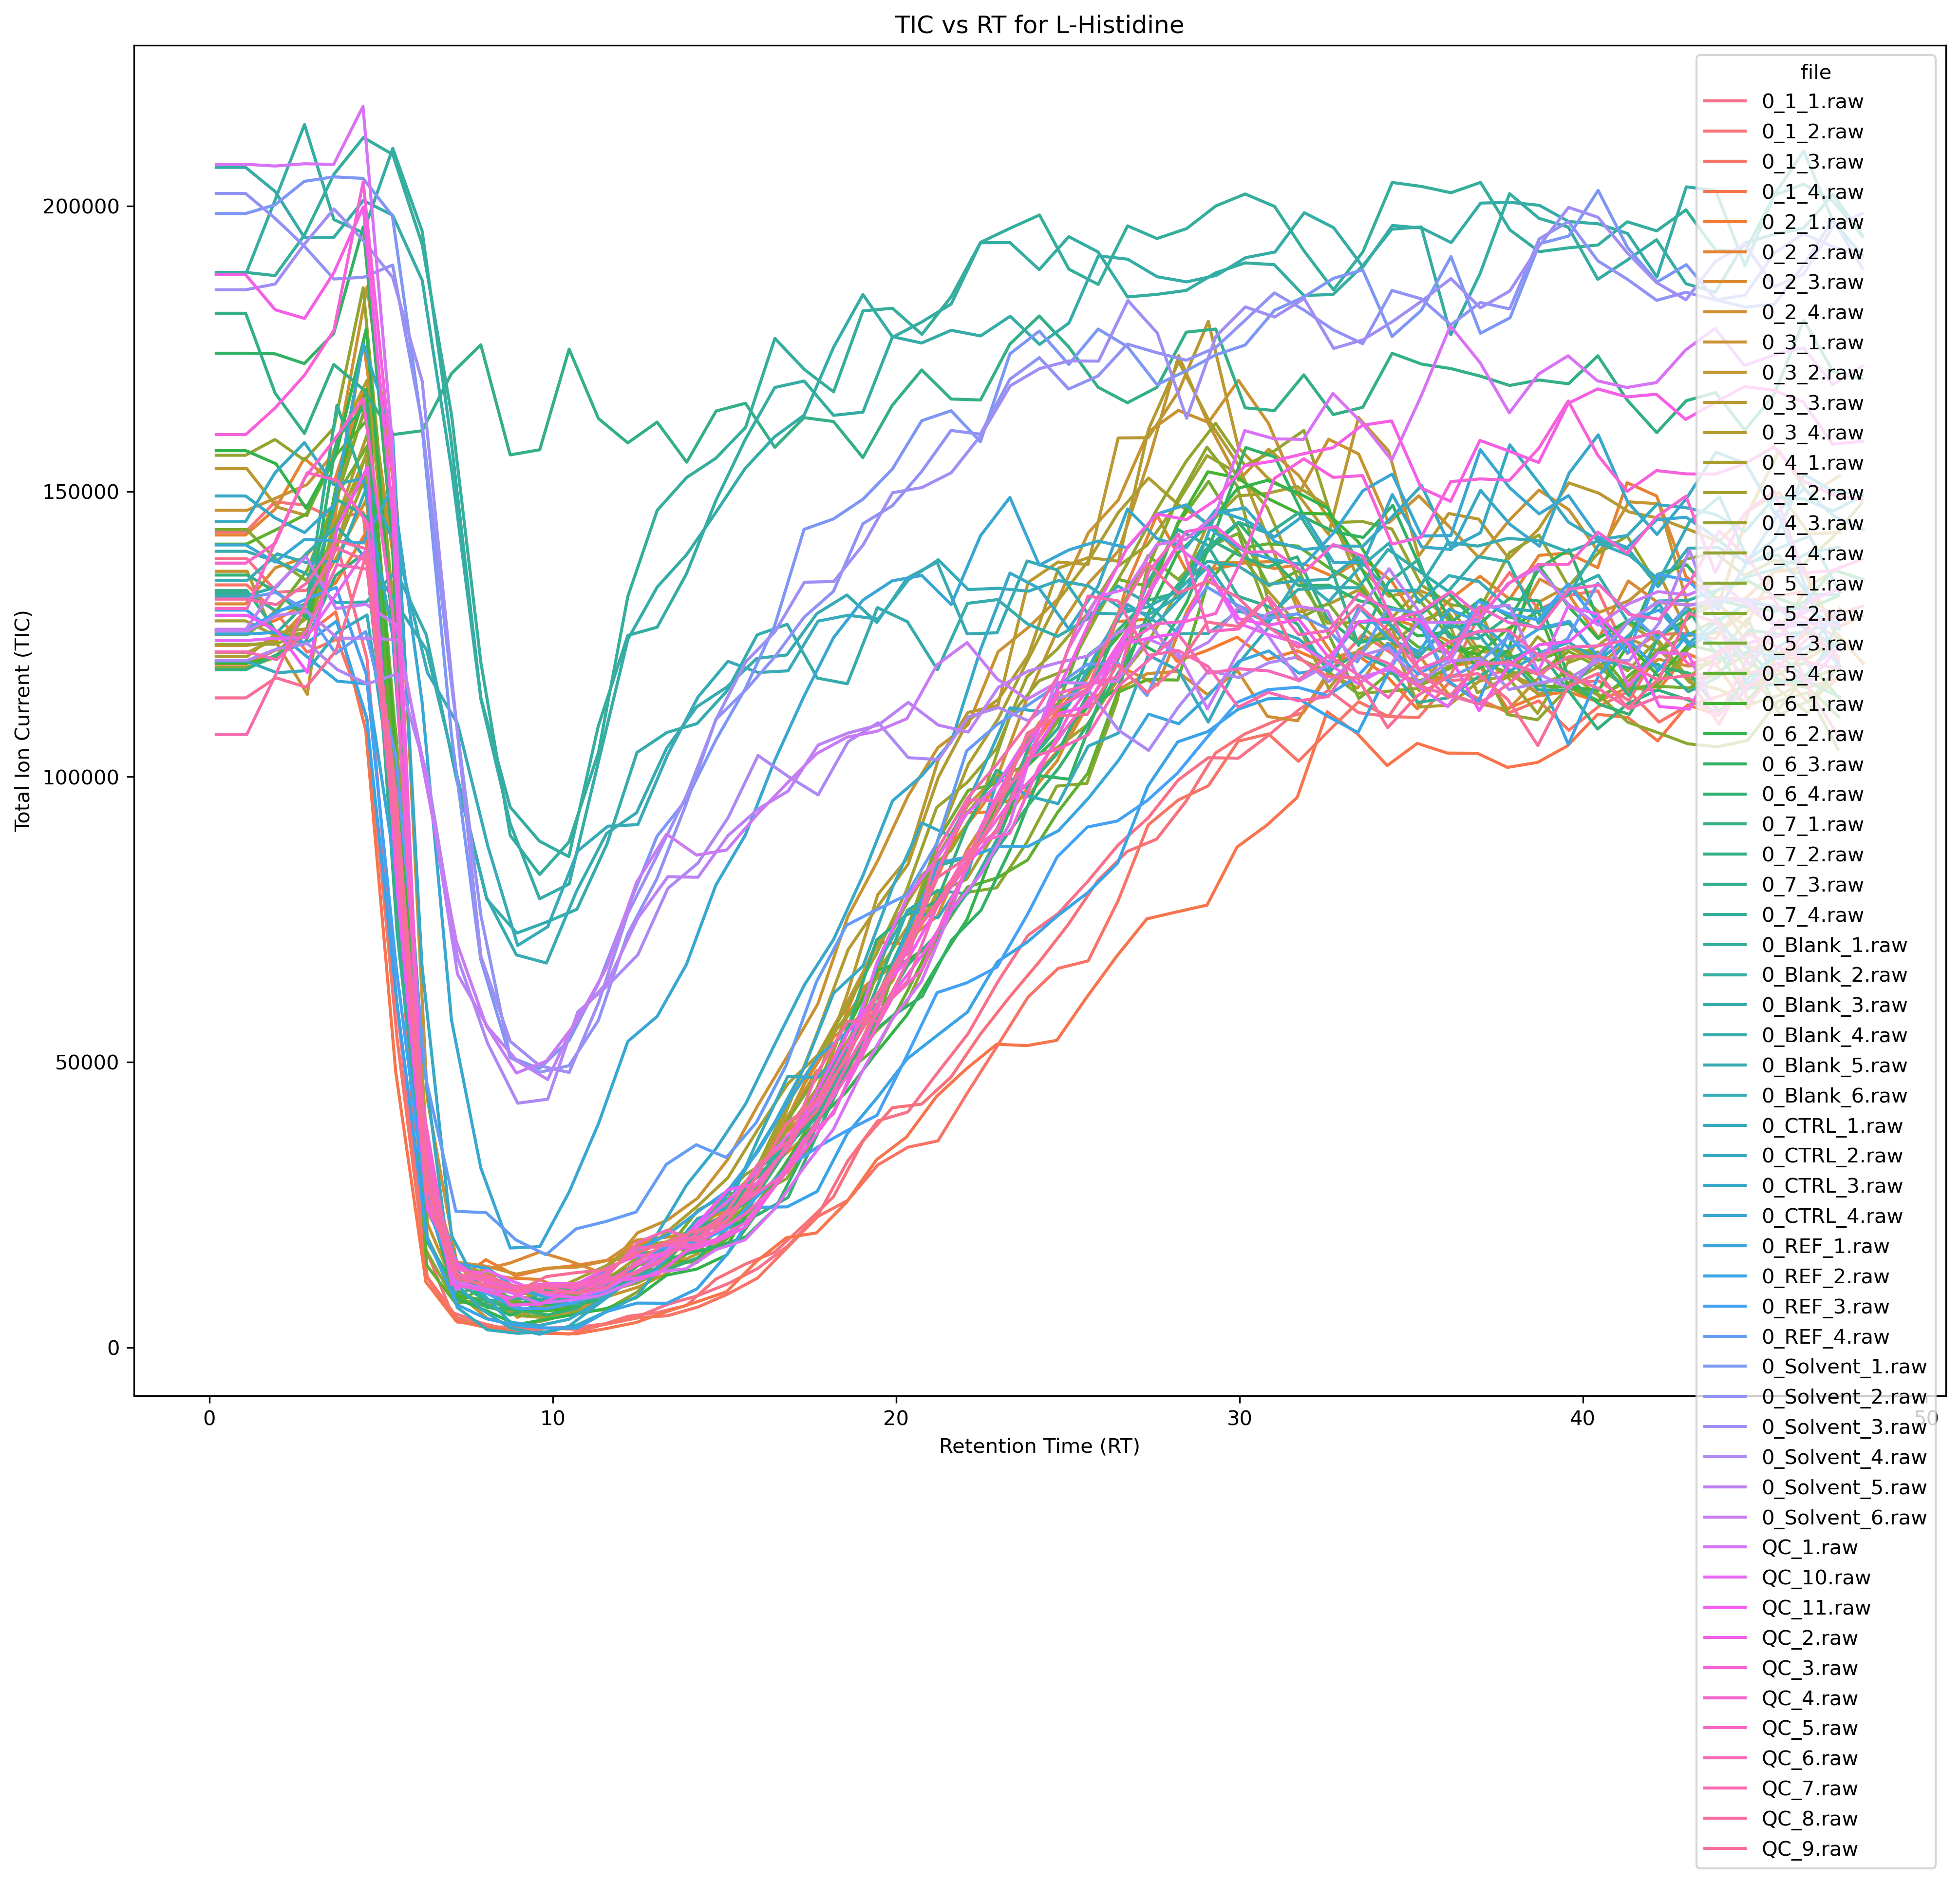 TIC vs RT for L-Histidine
Total Ion Current (TIC)
200000
150000
100000
50000
0
0
10
20
30
40
50
Retention Time (RT)
file
0_1_1.raw
0_1_2.raw
0_1_3.raw
0_1_4.raw
0_2_1.raw
0_2_2.raw
0_2_3.raw
0_2_4.raw
0_3_1.raw
0_3_2.raw
0_3_3.raw
0_3_4.raw
0_4_1.raw
0_4_2.raw
0_4_3.raw
0_4_4.raw
0_5_1.raw
0_5_2.raw
0_5_3.raw
0_5_4.raw
0_6_1.raw
0_6_2.raw
0_6_3.raw
0_6_4.raw
0_7_1.raw
0_7_2.raw
0_7_3.raw
0_7_4.raw
0_Blank_1.raw
0_Blank_2.raw
0_Blank_3.raw
0_Blank_4.raw
0_Blank_5.raw
0_Blank_6.raw
0_CTRL_1.raw
0_CTRL_2.raw
0_CTRL_3.raw
0_CTRL_4.raw
0_REF_1.raw
0_REF_2.raw
0_REF_3.raw
0_REF_4.raw
0_Solvent_1.raw
0_Solvent_2.raw
0_Solvent_3.raw
0_Solvent_4.raw
0_Solvent_5.raw
0_Solvent_6.raw
QC_1.raw
QC_10.raw
QC_11.raw
QC_2.raw
QC_3.raw
QC_4.raw
QC_5.raw
QC_6.raw
QC_7.raw
QC_8.raw
QC_9.raw